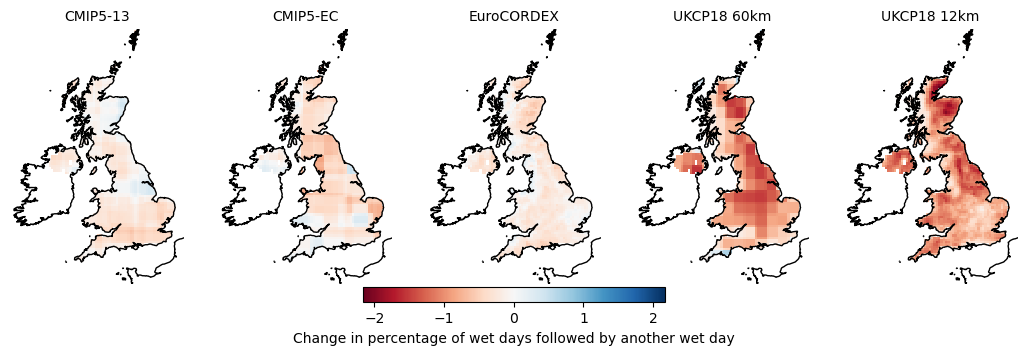 CMIP5-13 CMIP5-EC EuroCORDEX UKCP18 60km UKCP18 12km
−2 −1 0 1 2
Change in percentage of wet days followed by another wet day